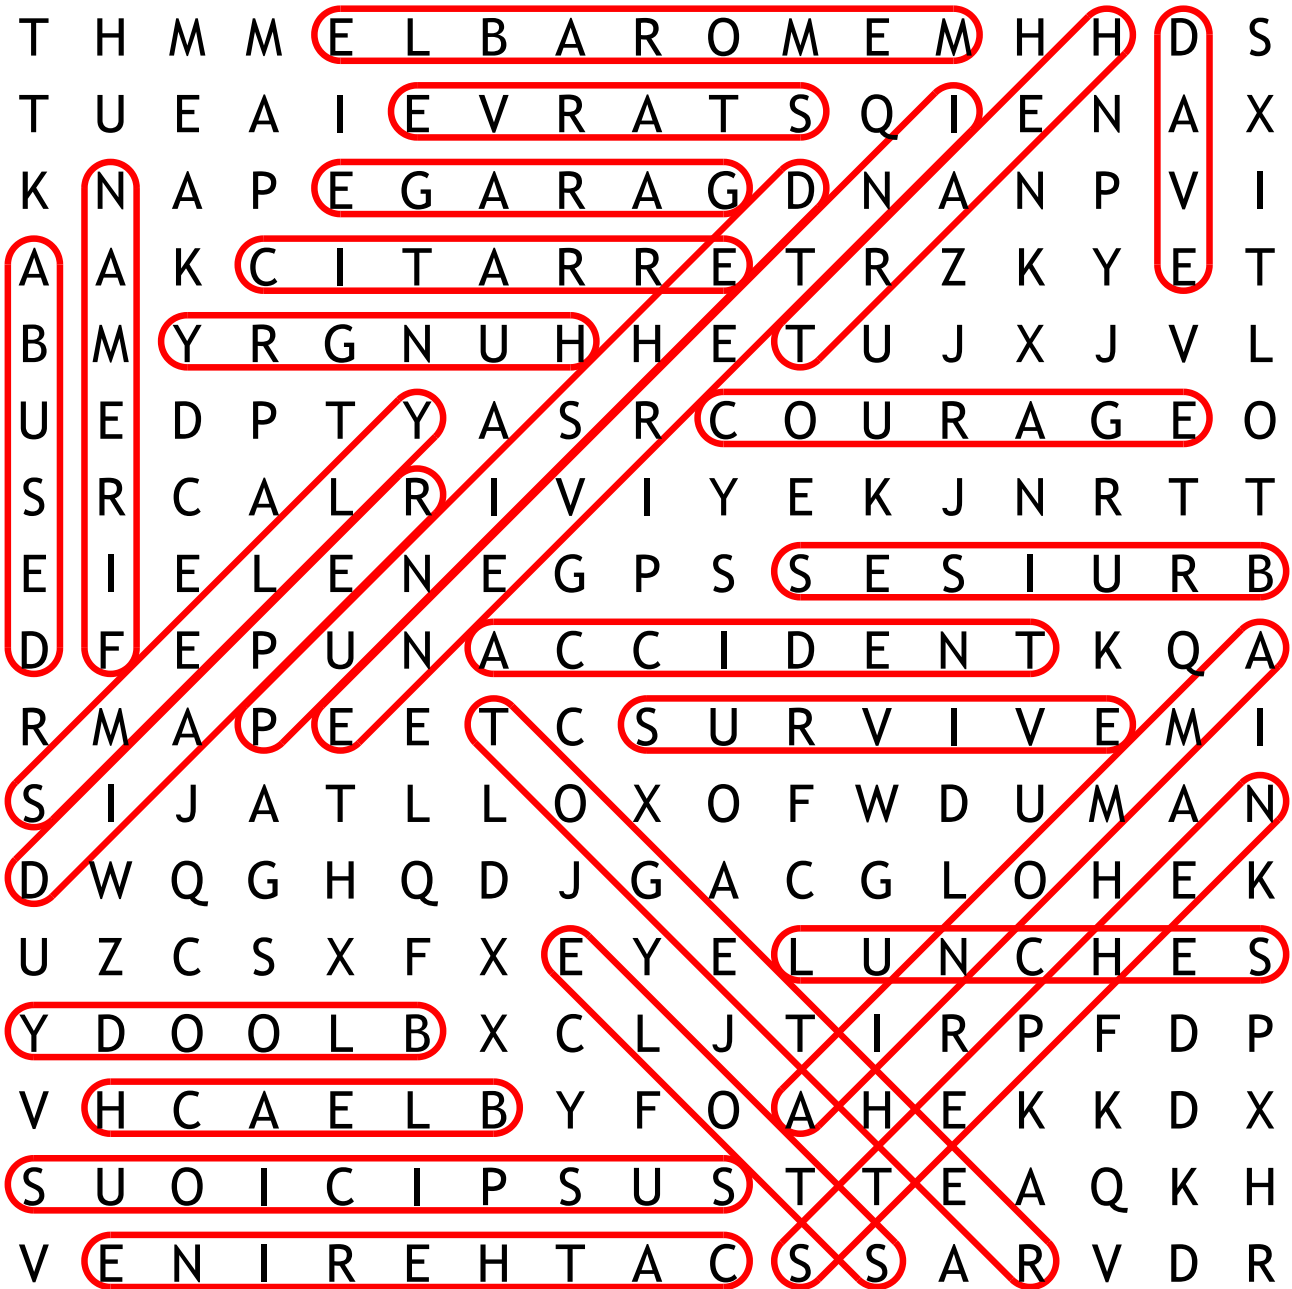 T H M M E L B A R O M E M H H D S
T U E A I E V R A T S Q I E N A X
K N A P E G A R A G D N A N P V I
A A K C I T A R R E T R Z K Y E T
B M Y R G N U H H E T U J X J V L
U E D P T Y A S R C O U R A G E O
S R C A L R I V I Y E K J N R T T
E I E L E N E G P S S E S I U R B
D F E P U N A C C I D E N T K Q A
R M A P E E T C S U R V I V E M I
S I J A T L L O X O F W D U M A N
D W Q G H Q D J G A C G L O H E K
U Z C S X F X E Y E L U N C H E S
Y D O O L B X C L J T I R P F D P
V H C A E L B Y F O A H E K K D X
S U O I C I P S U S T T E A Q K H
V E N I R E H T A C S S A R V D R